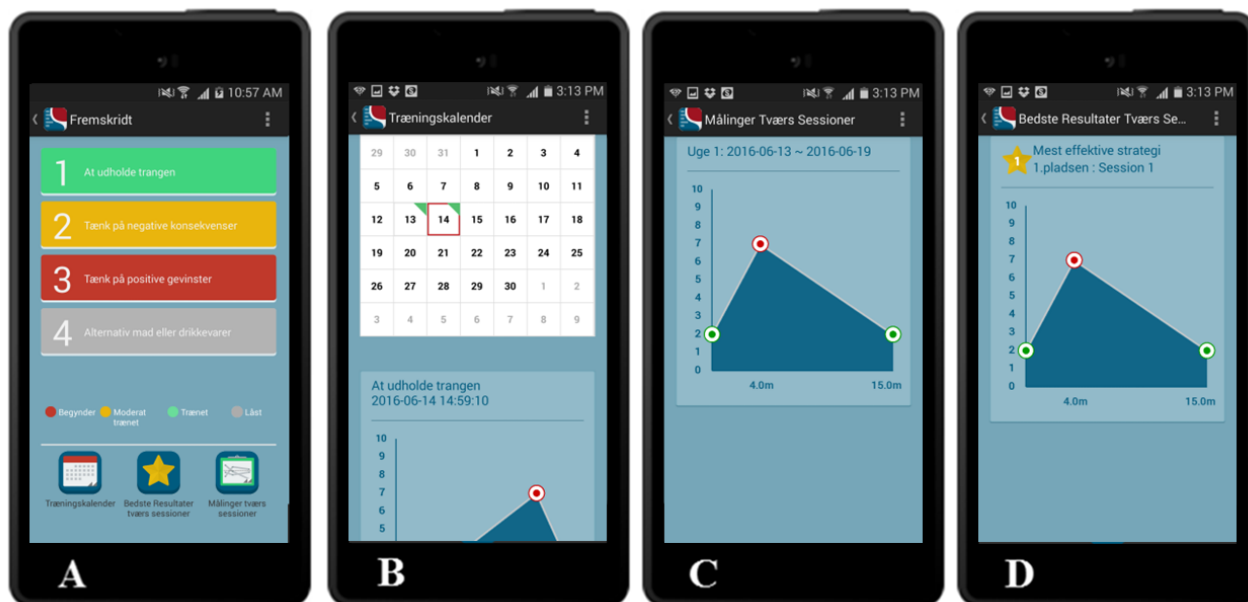 10:57 AM
Fremskridt
1 At udholde trangen
2 Tænk på negative konsekvenser
3 Tænk på positive gevinster
4 Alternativ mad eller drikkevarer
Begynder Moderat trænet Trænet Låst
Træningskalender Bedste Resultater tværs sessioner Målinger tværs sessioner
A
3:13 PM
Træningskalender
29 30 31 1 2 3 4
5 6 7 8 9 10 11
12 13 14 15 16 17 18
19 20 21 22 23 24 25
26 27 28 29 30 1 2
3 4 5 6 7 8 9
At udholde trangen
2016-06-14 14:59:10
10
9
8
7
6
5
B
3:13 PM
Målinger Tværs Sessioner
Uge 1: 2016-06-13 ~ 2016-06-19
10
9
8
7
6
5
4
3
2
1
0
4.0m 15.0m
C
3:13 PM
Bedste Resultater Tværs Se...
1
Mest effektive strategi
1.pladsen : Session 1
10
9
8
7
6
5
4
3
2
1
0
4.0m 15.0m
D